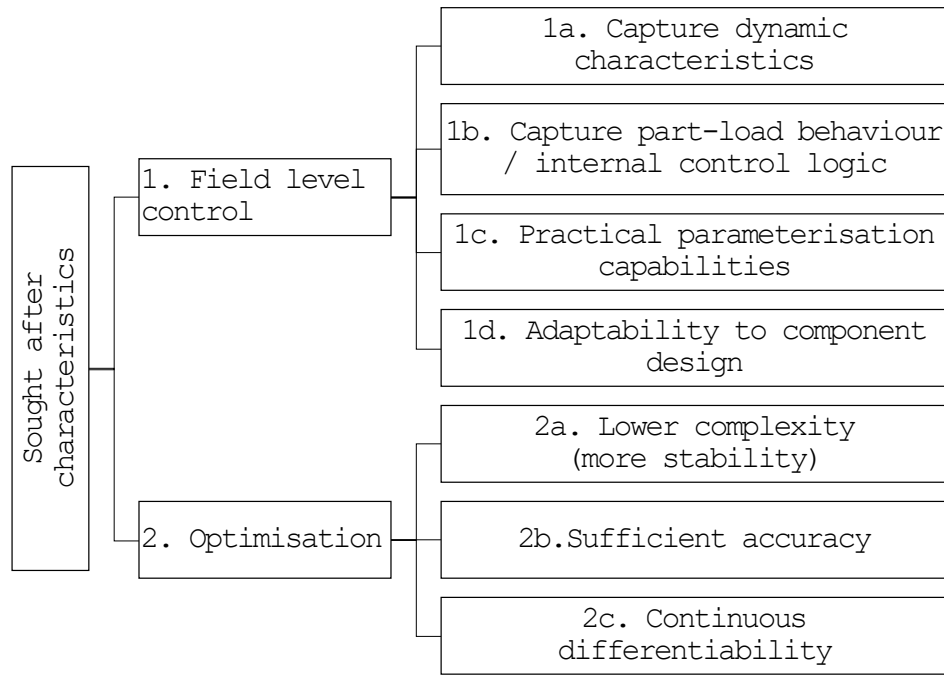 Sought after
characteristics
1. Field level
control
1a. Capture dynamic
characteristics
1b. Capture part-load behaviour
/ internal control logic
1c. Practical parameterisation
capabilities
1d. Adaptability to component
design
2. Optimisation
2a. Lower complexity
(more stability)
2b.Sufficient accuracy
2c. Continuous
differentiability